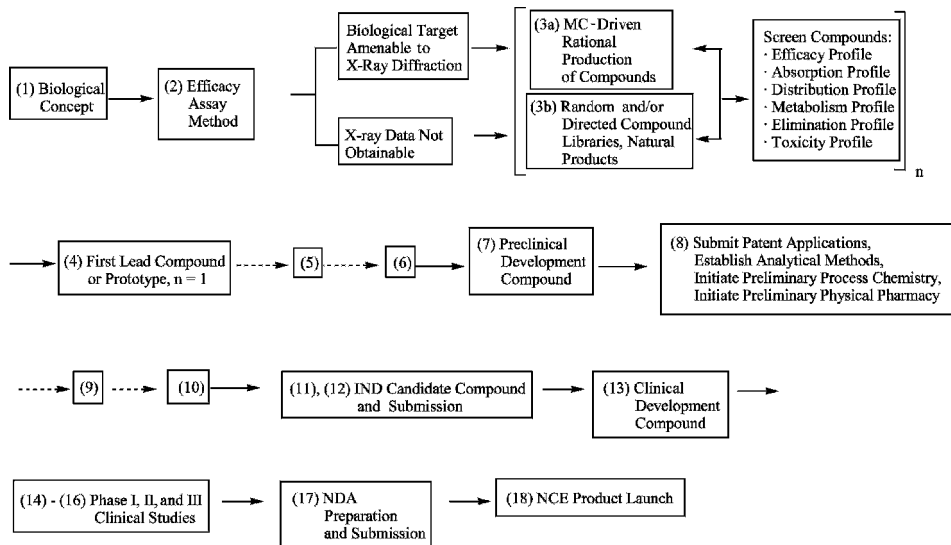 (1) Biological
Concept
(2) Efficacy
Assay
Method
Biological Target
Amenable to
X-Ray Diffraction
X-ray Data Not
Obtainable
(3a) MC-Driven
Rational
Production
of Compounds
(3b) Random and/or
Directed Compound
Libraries, Natural
Products
Screen Compounds:
· Efficacy Profile
· Absorption Profile
· Distribution Profile
· Metabolism Profile
· Elimination Profile
· Toxicity Profile
n
(4) First Lead Compound
or Prototype, n = 1
(5)
(6)
(7) Preclinical
Development
Compound
(8) Submit Patent Applications,
Establish Analytical Methods,
Initiate Preliminary Process Chemistry,
Initiate Preliminary Physical Pharmacy
(9)
(10)
(11), (12) IND Candidate Compound
and Submission
(13) Clinical
Development
Compound
(14) - (16) Phase I, II, and III
Clinical Studies
(17) NDA
Preparation
and Submission
(18) NCE Product Launch